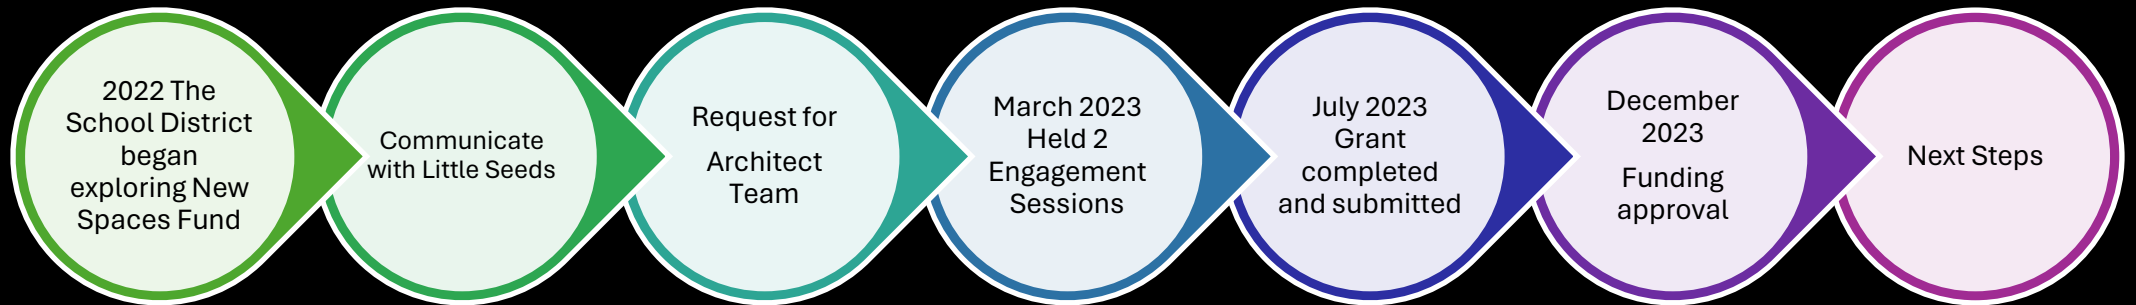 2022 The
School District
began
exploring New
Spaces Fund
Communicate
with Little Seeds
Request for
Architect
Team
March 2023
Held 2
Engagement
Sessions
July 2023
Grant
completed
and submitted
December
2023
Funding
approval
Next Steps